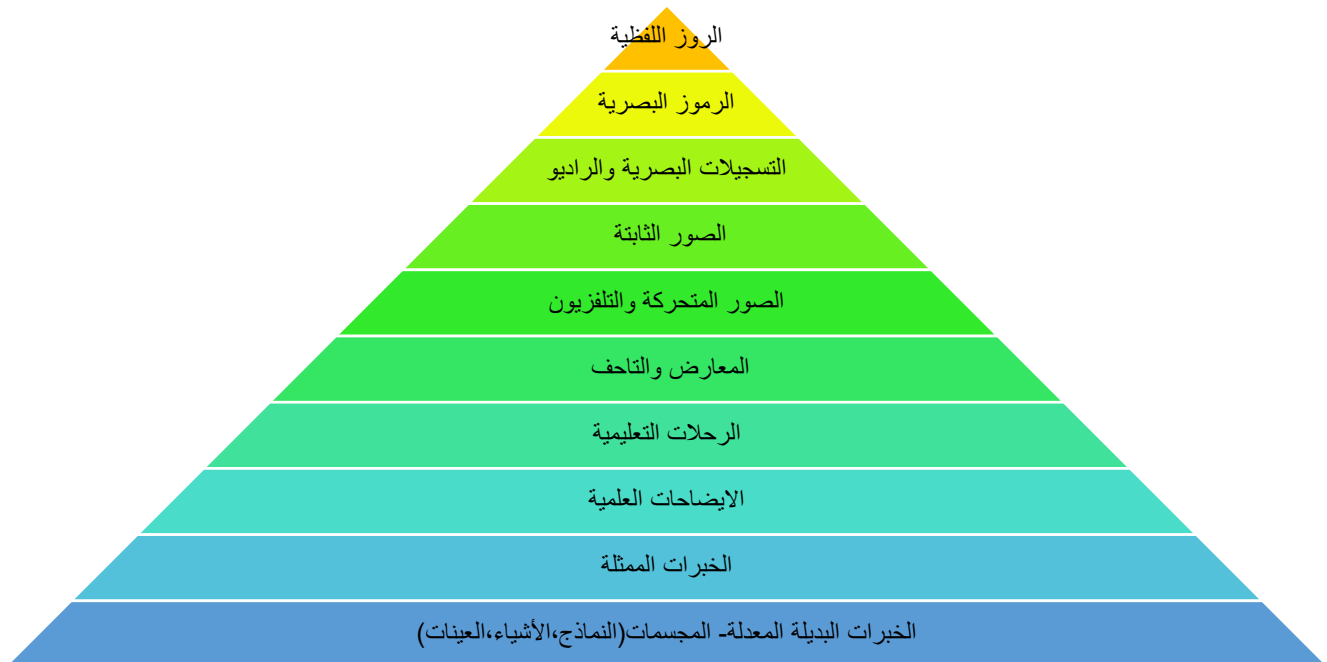 الروز اللفظية
الرموز البصرية
التسجيلات البصرية والراديو
الصور الثابتة
الصور المتحركة والتلفزيون
المعارض والتاحف
الرحلات التعليمية
الايضاحات العلمية
الخبرات الممثلة
الخبرات البديلة المعدلة- المجسمات(النماذج،الأشياء،العينات)